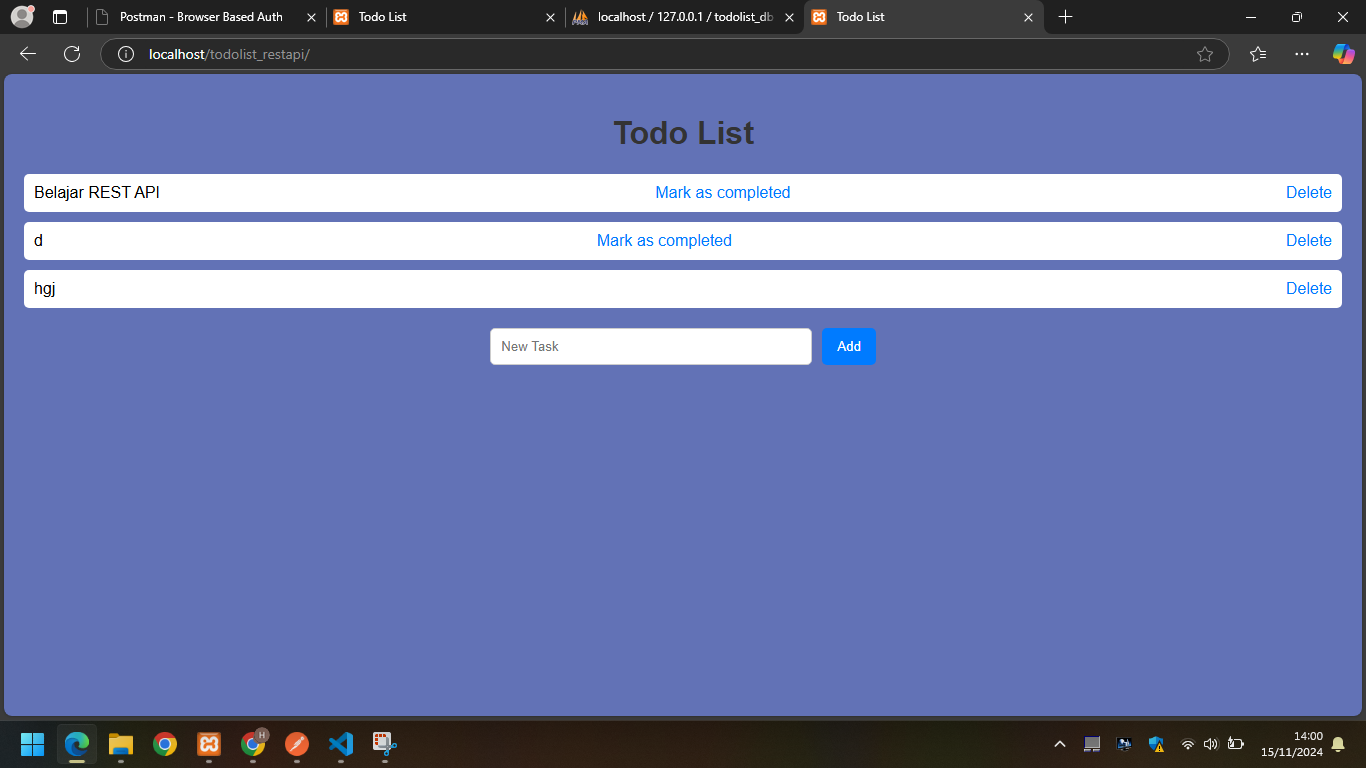 Postman - Browser Based Auth
Todo List
localhost / 127.0.0.1 / todolist_db
Todo List
localhost/todolist_restapi/
Todo List
Belajar REST API Mark as completed Delete
d Mark as completed Delete
hgj Delete
New Task Add
H
14:00
15/11/2024